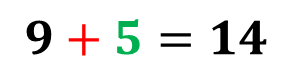 9 + 5 = 14